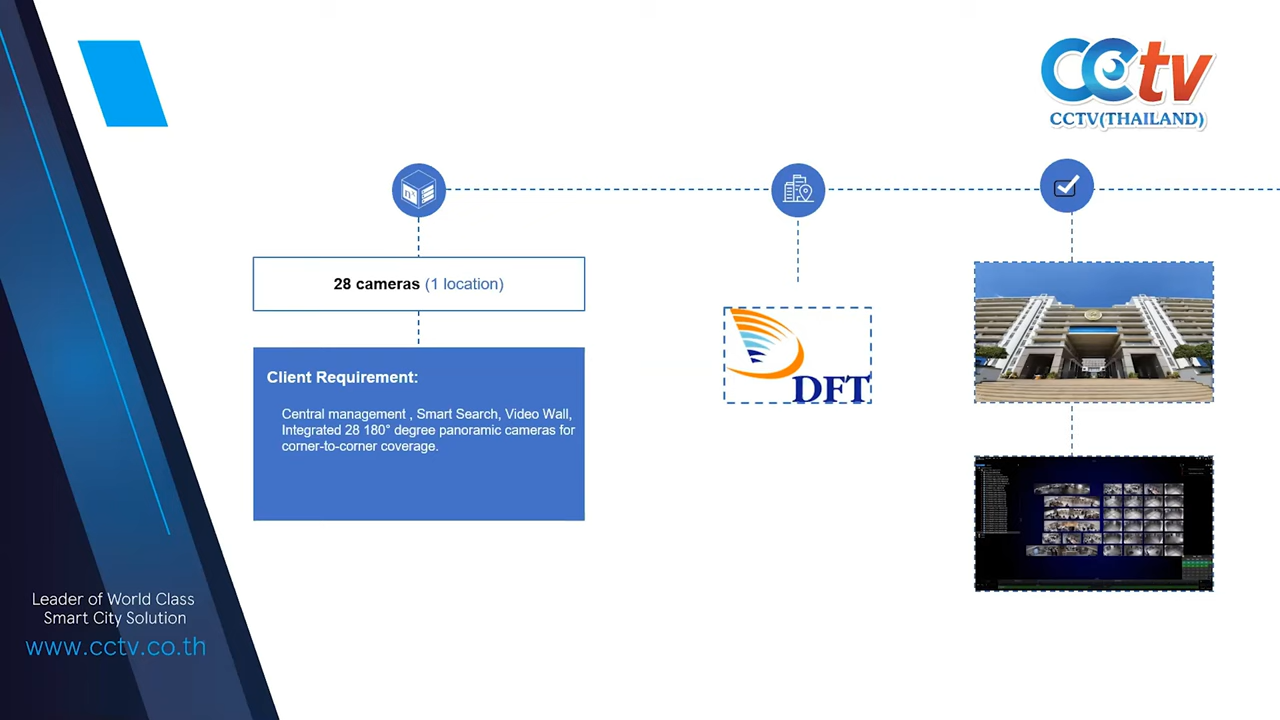 CCtv
CCTV(THAILAND)
n³
28 cameras (1 location)
Client Requirement:
Central management , Smart Search, Video Wall,
Integrated 28 180° degree panoramic cameras for
corner-to-corner coverage.
DFT
Leader of World Class
Smart City Solution
www.cctv.co.th